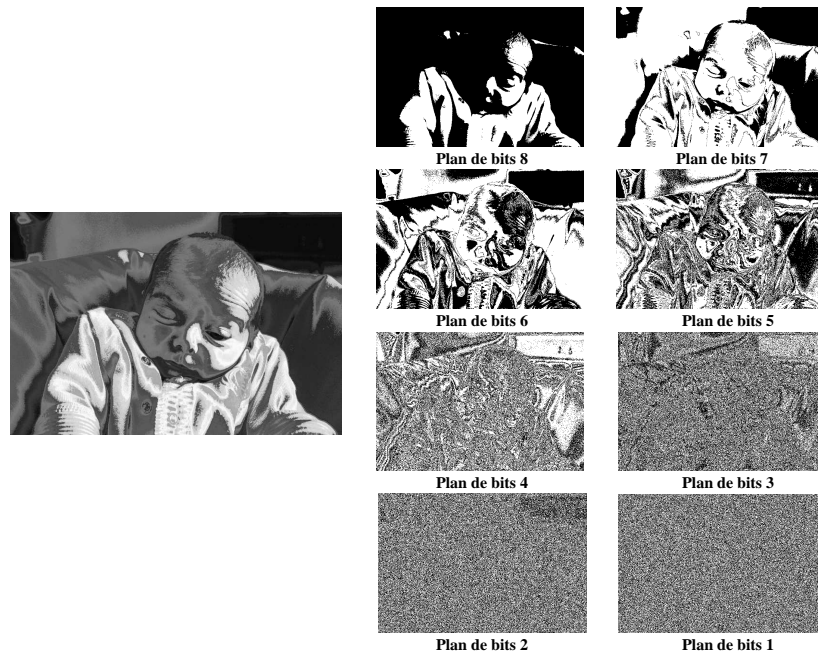 Plan de bits 8
Plan de bits 7
Plan de bits 6
Plan de bits 5
Plan de bits 4
Plan de bits 3
Plan de bits 2
Plan de bits 1